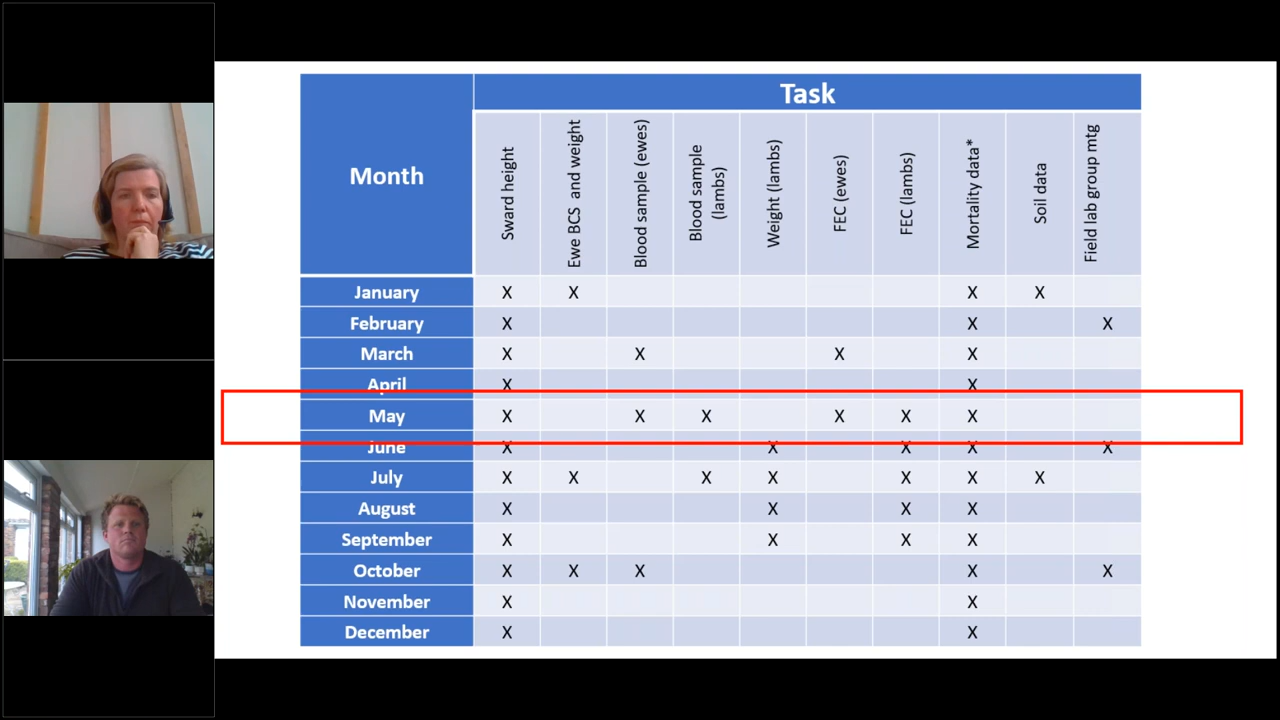 Month
Task
Sward height
Ewe BCS and weight
Blood sample (ewes)
Blood sample
(lambs)
Weight (lambs)
FEC (ewes)
FEC (lambs)
Mortality data*
Soil data
Field lab group mtg
January X X X X
February X X X
March X X X X
April X X
May X X X X X X
June X X X X X
July X X X X X X X
August X X X X
September X X X X
October X X X X X
November X X
December X X